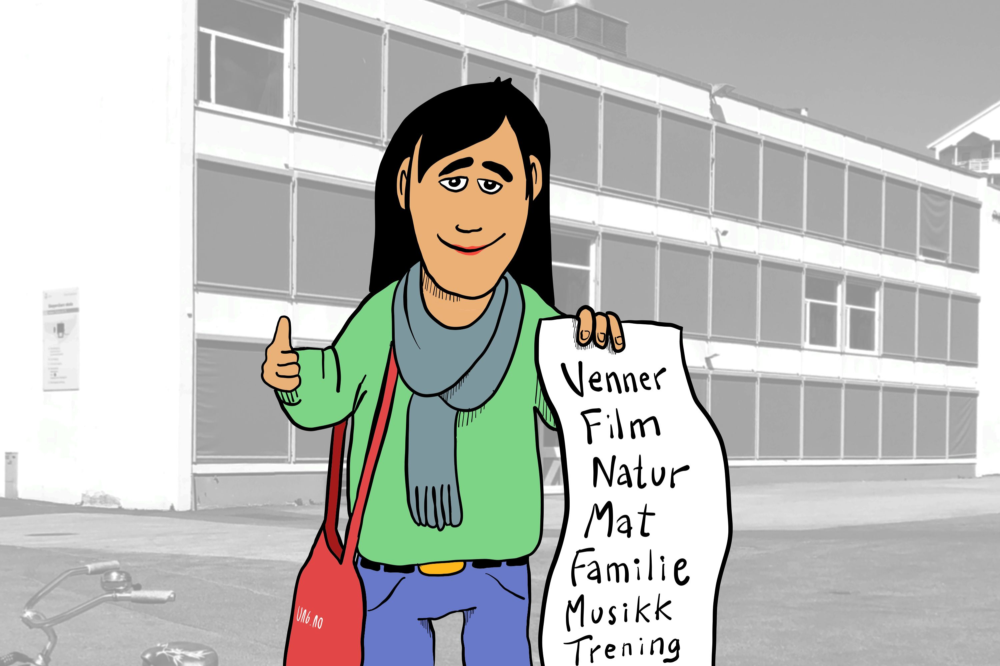 Venner
Film
Natur
Mat
Familie
Musikk
Trening
UNG.NO